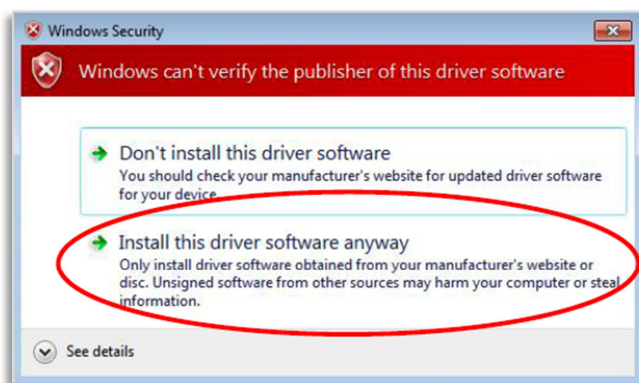 Windows Security
Windows can't verify the publisher of this driver software
Don't install this driver software
You should check your manufacturer's website for updated driver software
for your device.
Install this driver software anyway
Only install driver software obtained from your manufacturer's website or
disc. Unsigned software from other sources may harm your computer or steal
information.
See details